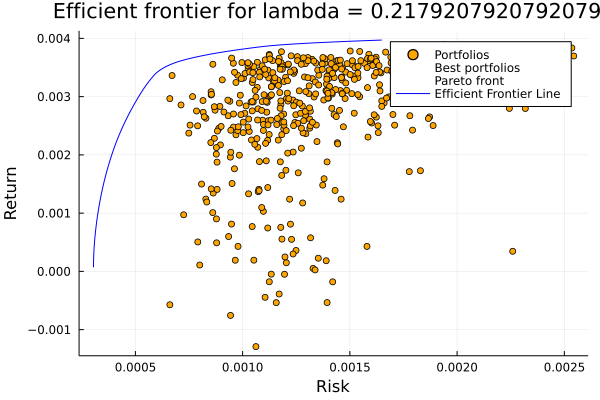 Efficient frontier for lambda = 0.2179207920792079
Return
0.004
0.003
0.002
0.001
0.000
−0.001
Portfolios
Best portfolios
Pareto front
Efficient Frontier Line
0.0005 0.0010 0.0015 0.0020 0.0025
Risk